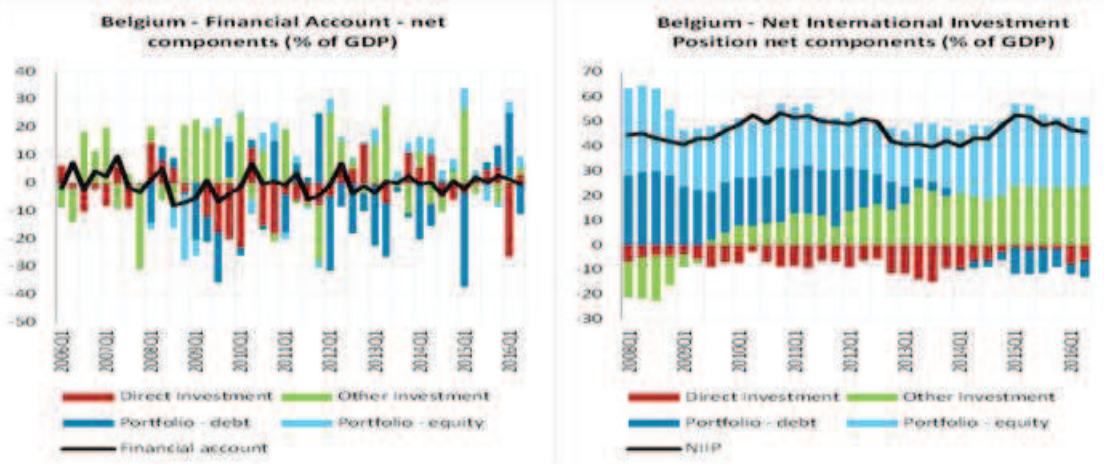 Belgium - Financial Account - net
components (% of GDP)
40
30
20
10
0
-10
-20
-30
-40
-50
2006Q1
2007Q1
2008Q1
2009Q1
2010Q1
2011Q1
2012Q1
2013Q1
2014Q1
2015Q1
2016Q1
Direct Investment
Other Investment
Portfolio - debt
Portfolio - equity
Financial account
Belgium - Net International Investment
Position net components (% of GDP)
70
60
50
40
30
20
10
0
-10
-20
-30
2008Q1
2009Q1
2010Q1
2011Q1
2012Q1
2013Q1
2014Q1
2015Q1
2016Q1
Direct Investment
Other Investment
Portfolio - debt
Portfolio - equity
NIIP